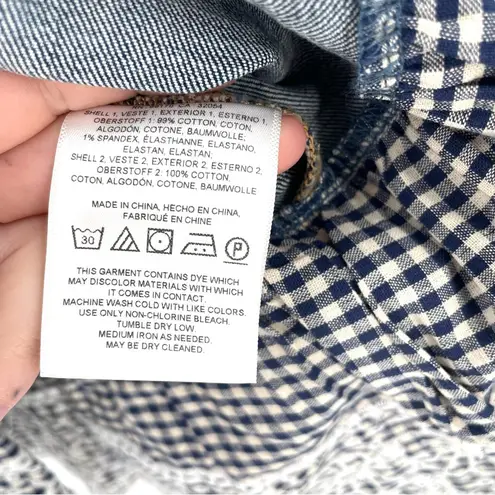 CA 32064
SHELL 1, VESTE 1, EXTERIOR 1, ESTERNO 1,
OBERSTOFF 1: 99% COTTON, COTON,
ALGODÓN, COTONE, BAUMWOLLE,
1% SPANDEX, ÉLASTHANNE, ELASTANO,
ELASTAN, ELASTAN.
SHELL 2, VESTE 2, EXTERIOR 2, ESTERNO 2,
OBERSTOFF 2: 100% COTTON,
COTON, ALGODÓN, COTONE, BAUMWOLLE
MADE IN CHINA, HECHO EN CHINA,
FABRIQUÉ EN CHINE
30 P
THIS GARMENT CONTAINS DYE WHICH
MAY DISCOLOR MATERIALS WITH WHICH
IT COMES IN CONTACT.
MACHINE WASH COLD WITH LIKE COLORS.
USE ONLY NON-CHLORINE BLEACH.
TUMBLE DRY LOW.
MEDIUM IRON AS NEEDED.
MAY BE DRY CLEANED.